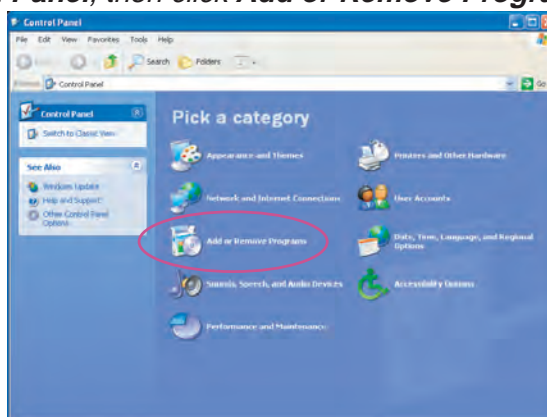 Panel, then click Add or Remove Progr
Control Panel
File Edit View Favorites Tools Help
Search Folders
Control Panel Go
Control Panel
Switch to Classic View
See Also
Windows Update
Help and Support
Other Control Panel
Options
Pick a category
Appearance and Themes
Printers and Other Hardware
Network and Internet Connections
User Accounts
Add or Remove Programs
Date, Time, Language, and Regional
Options
Sounds, Speech, and Audio Devices
Accessibility Options
Performance and Maintenance